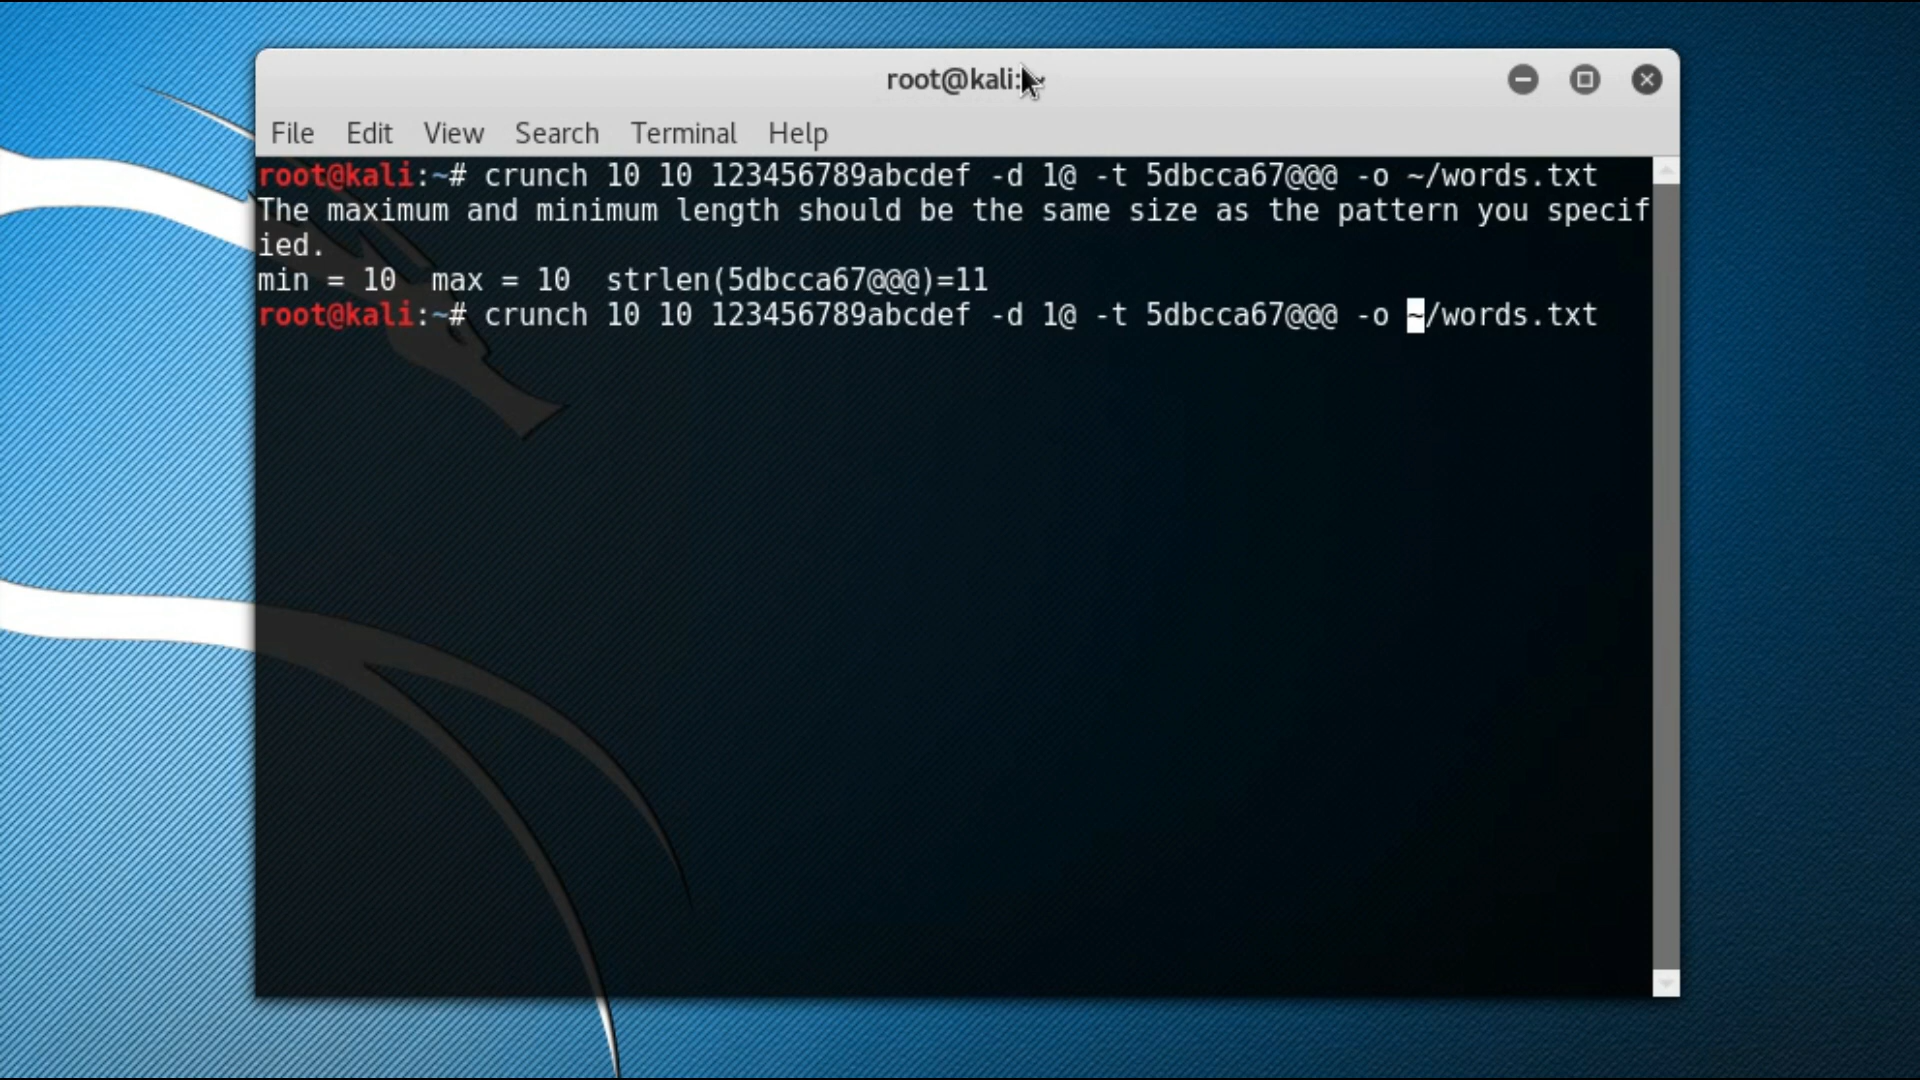 root@kali:~
File Edit View Search Terminal Help
root@kali:~# crunch 10 10 123456789abcdef -d 1@ -t 5dbcca67@@@ -o ~/words.txt
The maximum and minimum length should be the same size as the pattern you specif
ied.
min = 10  max = 10  strlen(5dbcca67@@@)=11
root@kali:~# crunch 10 10 123456789abcdef -d 1@ -t 5dbcca67@@@ -o ~/words.txt